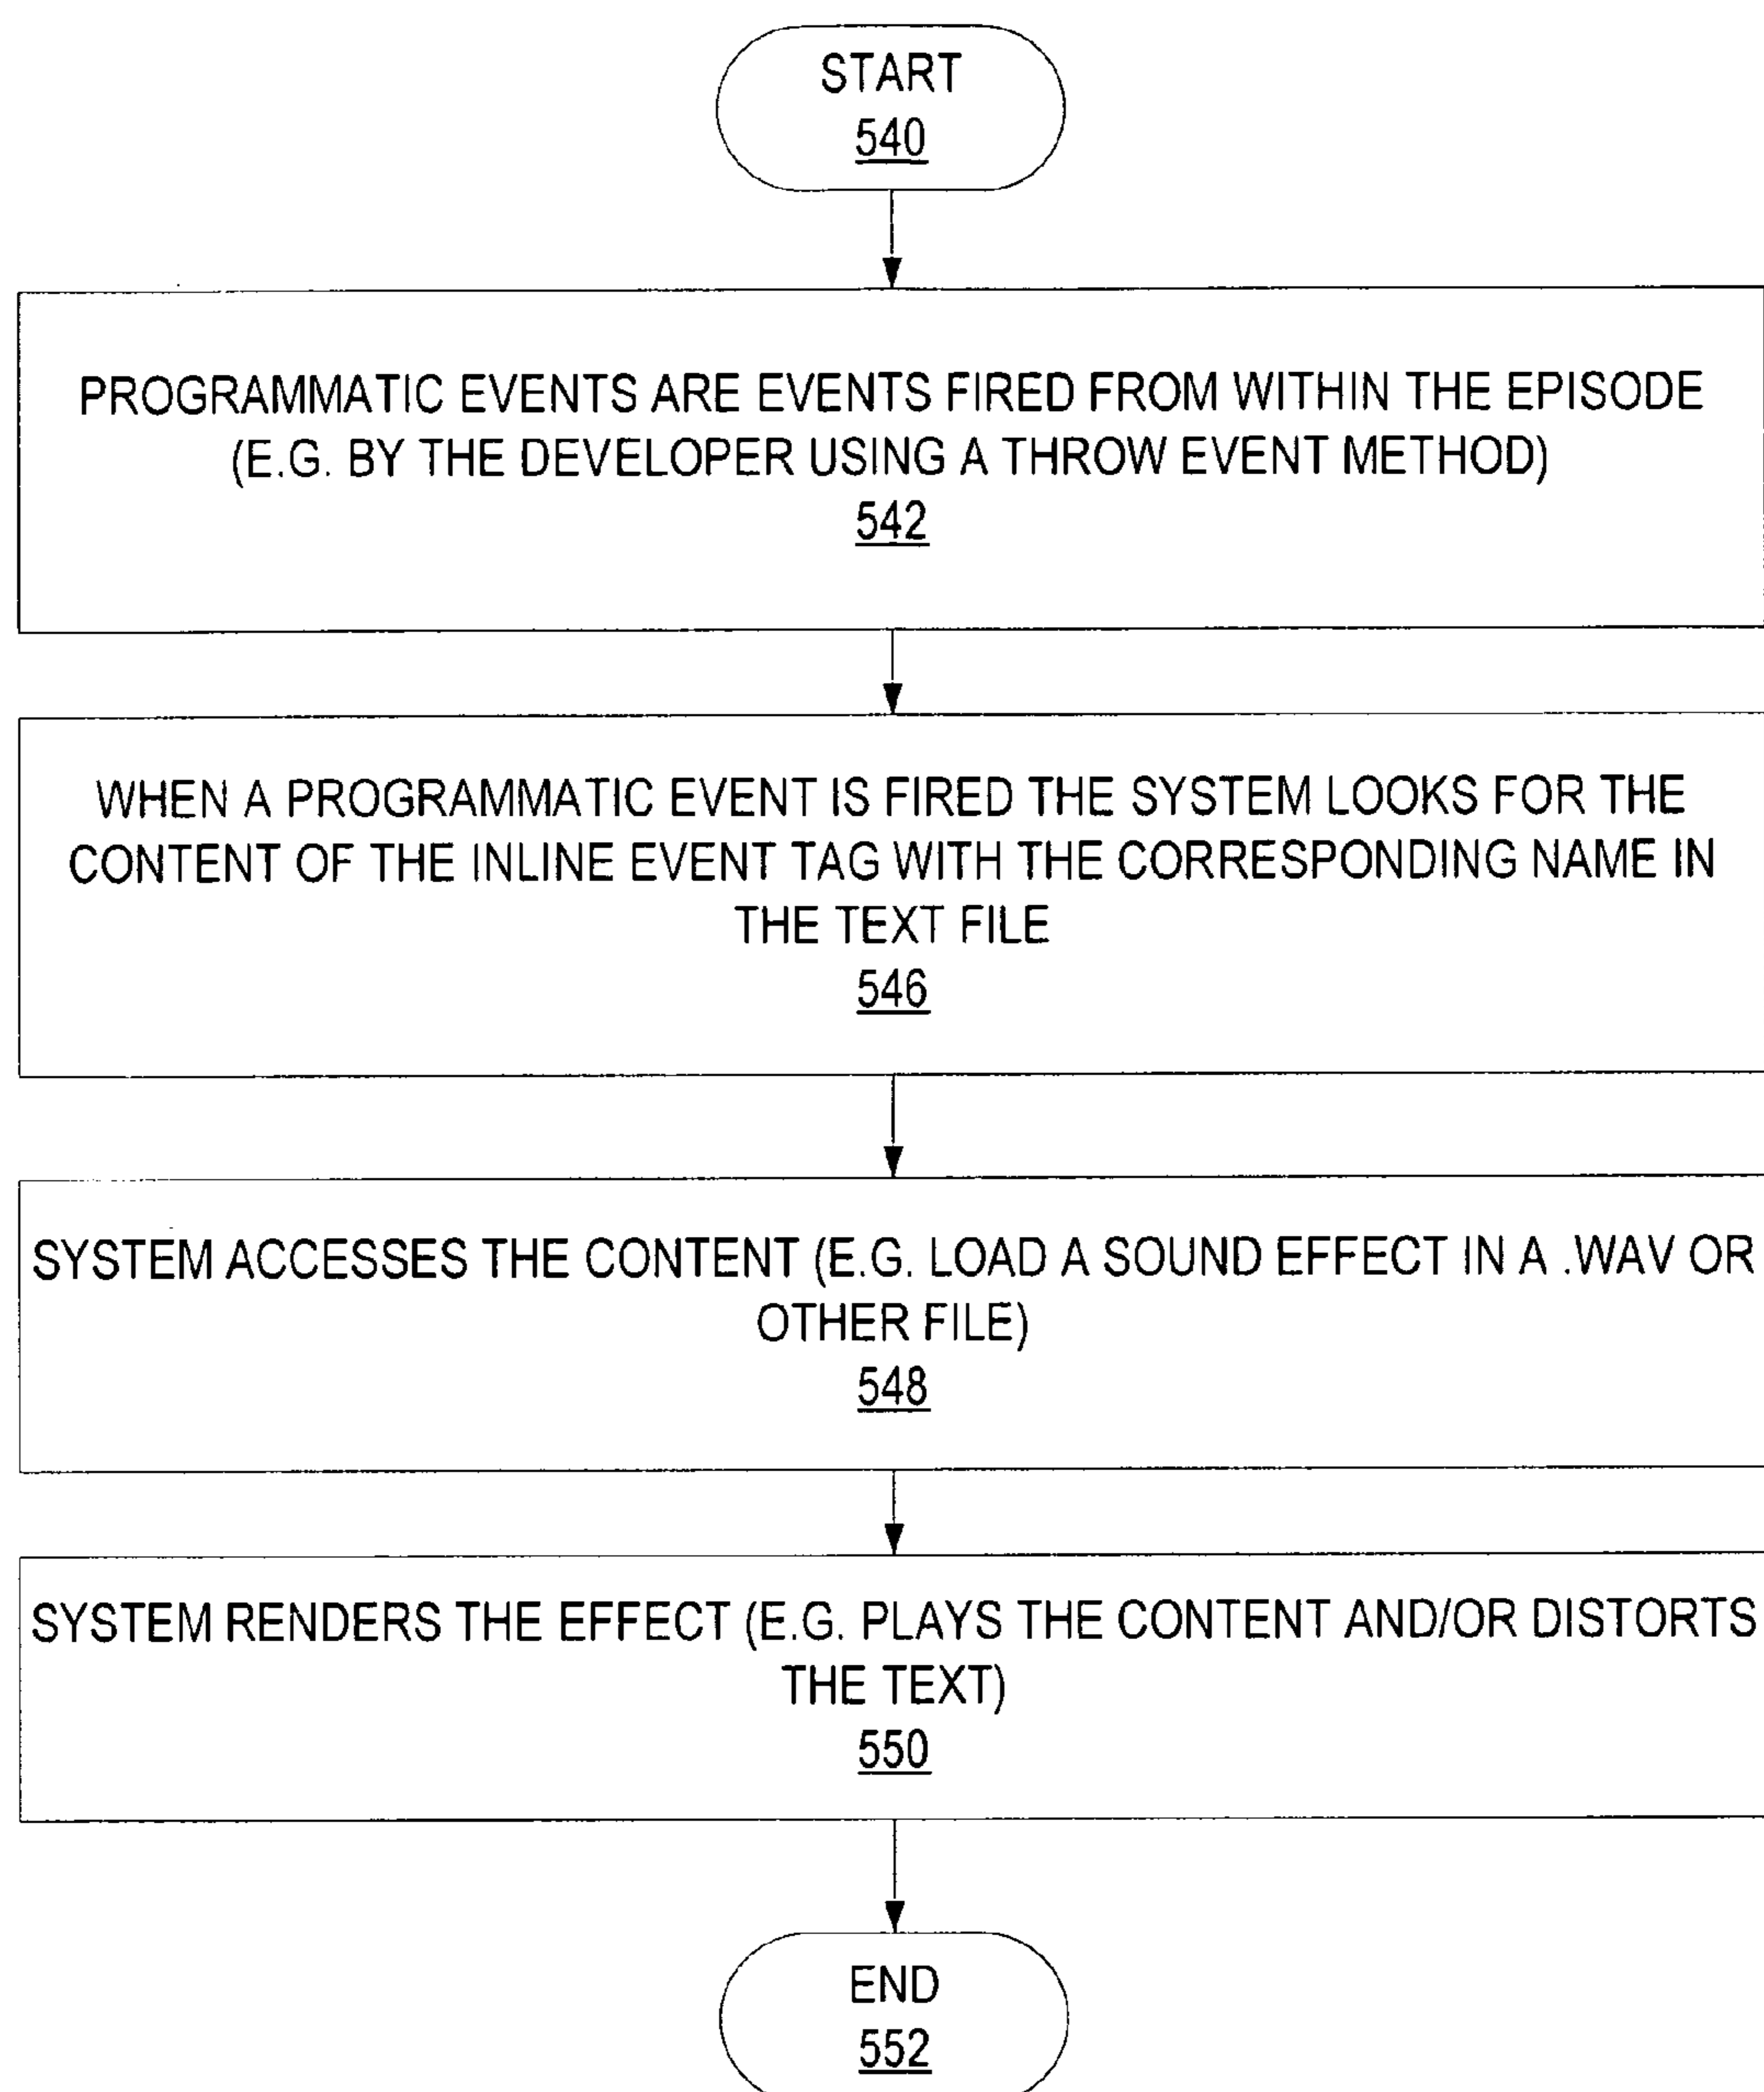 START
540
PROGRAMMATIC EVENTS ARE EVENTS FIRED FROM WITHIN THE EPISODE
(E.G. BY THE DEVELOPER USING A THROW EVENT METHOD)
542
WHEN A PROGRAMMATIC EVENT IS FIRED THE SYSTEM LOOKS FOR THE
CONTENT OF THE INLINE EVENT TAG WITH THE CORRESPONDING NAME IN
THE TEXT FILE
546
SYSTEM ACCESSES THE CONTENT (E.G. LOAD A SOUND EFFECT IN A .WAV OR
OTHER FILE)
548
SYSTEM RENDERS THE EFFECT (E.G. PLAYS THE CONTENT AND/OR DISTORTS
THE TEXT)
550
END
552